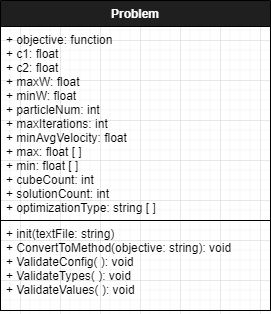 Problem
+ objective: function
+ c1: float
+ c2: float
+ maxW: float
+ minW: float
+ particleNum: int
+ maxIterations: int
+ minAvgVelocity: float
+ max: float [ ]
+ min: float [ ]
+ cubeCount: int
+ solutionCount: int
+ optimizationType: string [ ]
+ init(textFile: string)
+ ConvertToMethod(objective: string): void
+ ValidateConfig( ): void
+ ValidateTypes( ): void
+ ValidateValues( ): void